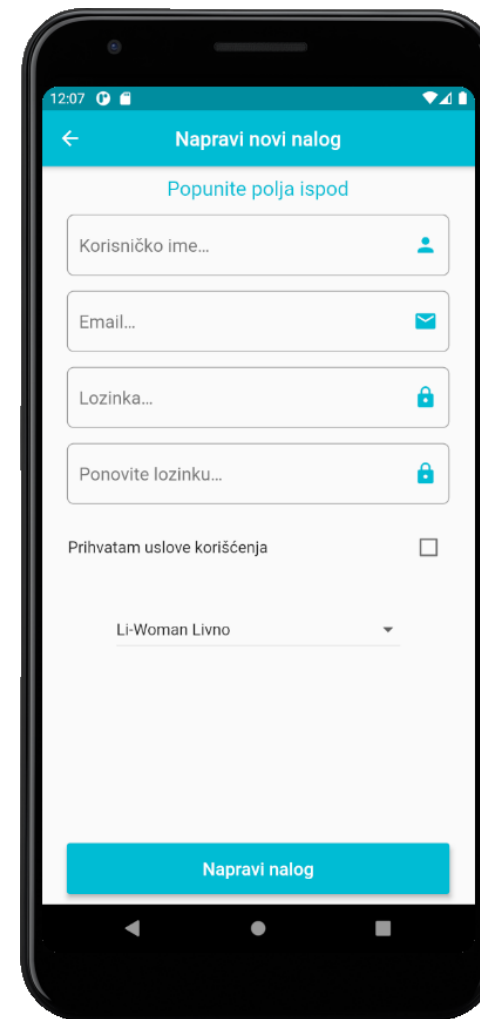 12:07
Napravi novi nalog
Popunite polja ispod
Korisničko ime...
Email...
Lozinka...
Ponovite lozinku...
Prihvatam uslove korišćenja
Li-Woman Livno
Napravi nalog